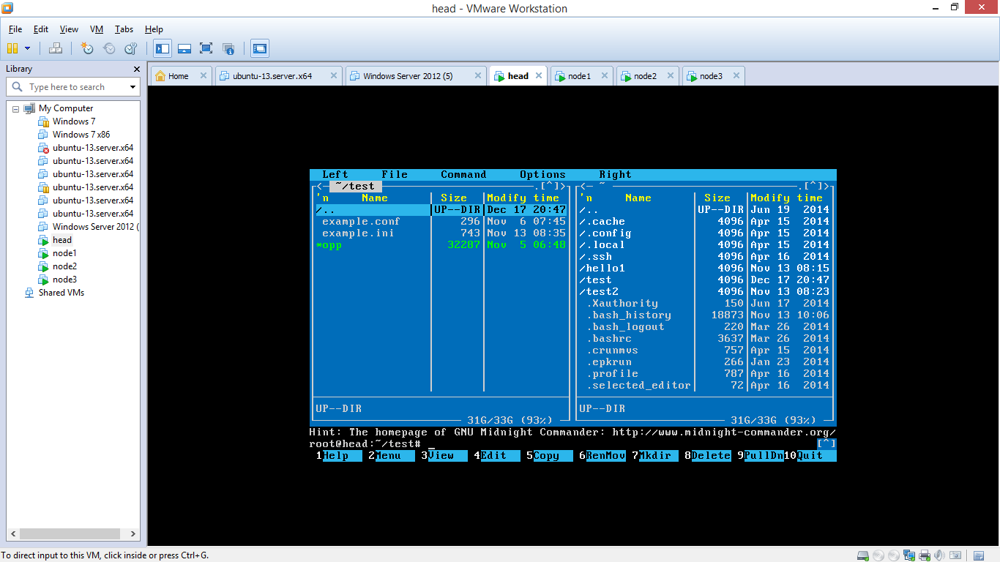 head - VMware Workstation
File Edit View VM Tabs Help
Library
Type here to search
My Computer
Windows 7
Windows 7 x86
ubuntu-13.server.x64
ubuntu-13.server.x64
ubuntu-13.server.x64
ubuntu-13.server.x64
ubuntu-13.server.x64
ubuntu-13.server.x64
Windows Server 2012 (
head
node1
node2
node3
Shared VMs
Home ubuntu-13.server.x64 Windows Server 2012 (5) head node1 node2 node3
Left File Command Options Right
<- ~/test .[^]>
'n Name Size Modify time
/.. UP--DIR Dec 17 20:47
example.conf 296 Nov 6 07:45
example.ini 743 Nov 13 08:35
*opp 32287 Nov 5 06:48
UP--DIR
31G/33G (93%)
<- ~ .[^]>
'n Name Size Modify time
/.. UP--DIR Jun 19 2014
/.cache 4096 Apr 15 2014
/.config 4096 Apr 15 2014
/.local 4096 Apr 15 2014
/.ssh 4096 Apr 16 2014
/hello1 4096 Nov 13 08:15
/test 4096 Dec 17 20:47
/test2 4096 Nov 13 08:23
.Xauthority 150 Jun 17 2014
.bash_history 18873 Nov 13 10:06
.bash_logout 220 Mar 26 2014
.bashrc 3637 Mar 26 2014
.crunmvs 757 Apr 15 2014
.epkrun 266 Jan 23 2014
.profile 787 Apr 16 2014
.selected_editor 72 Apr 16 2014
UP--DIR
31G/33G (93%)
Hint: The homepage of GNU Midnight Commander: http://www.midnight-commander.org/
root@head:~/test# _ [^]
1Help 2Menu 3View 4Edit 5Copy 6RenMov 7Mkdir 8Delete 9PullDn 10Quit
To direct input to this VM, click inside or press Ctrl+G.